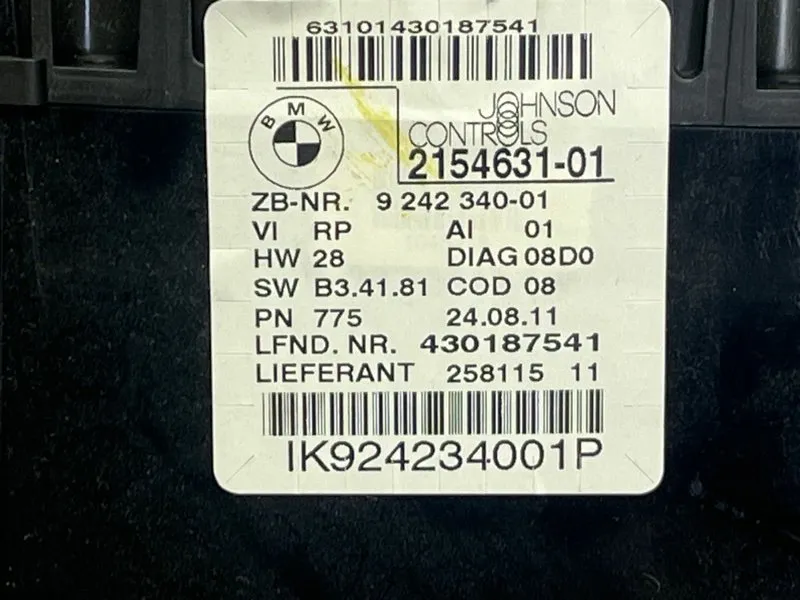 63101430187541
BMW
JOHNSON
CONTROLS
2154631-01
ZB-NR. 9 242 340-01
VI RP AI 01
HW 28 DIAG 08D0
SW B3.41.81 COD 08
PN 775 24.08.11
LFND. NR. 430187541
LIEFERANT 258115 11
IK924234001P